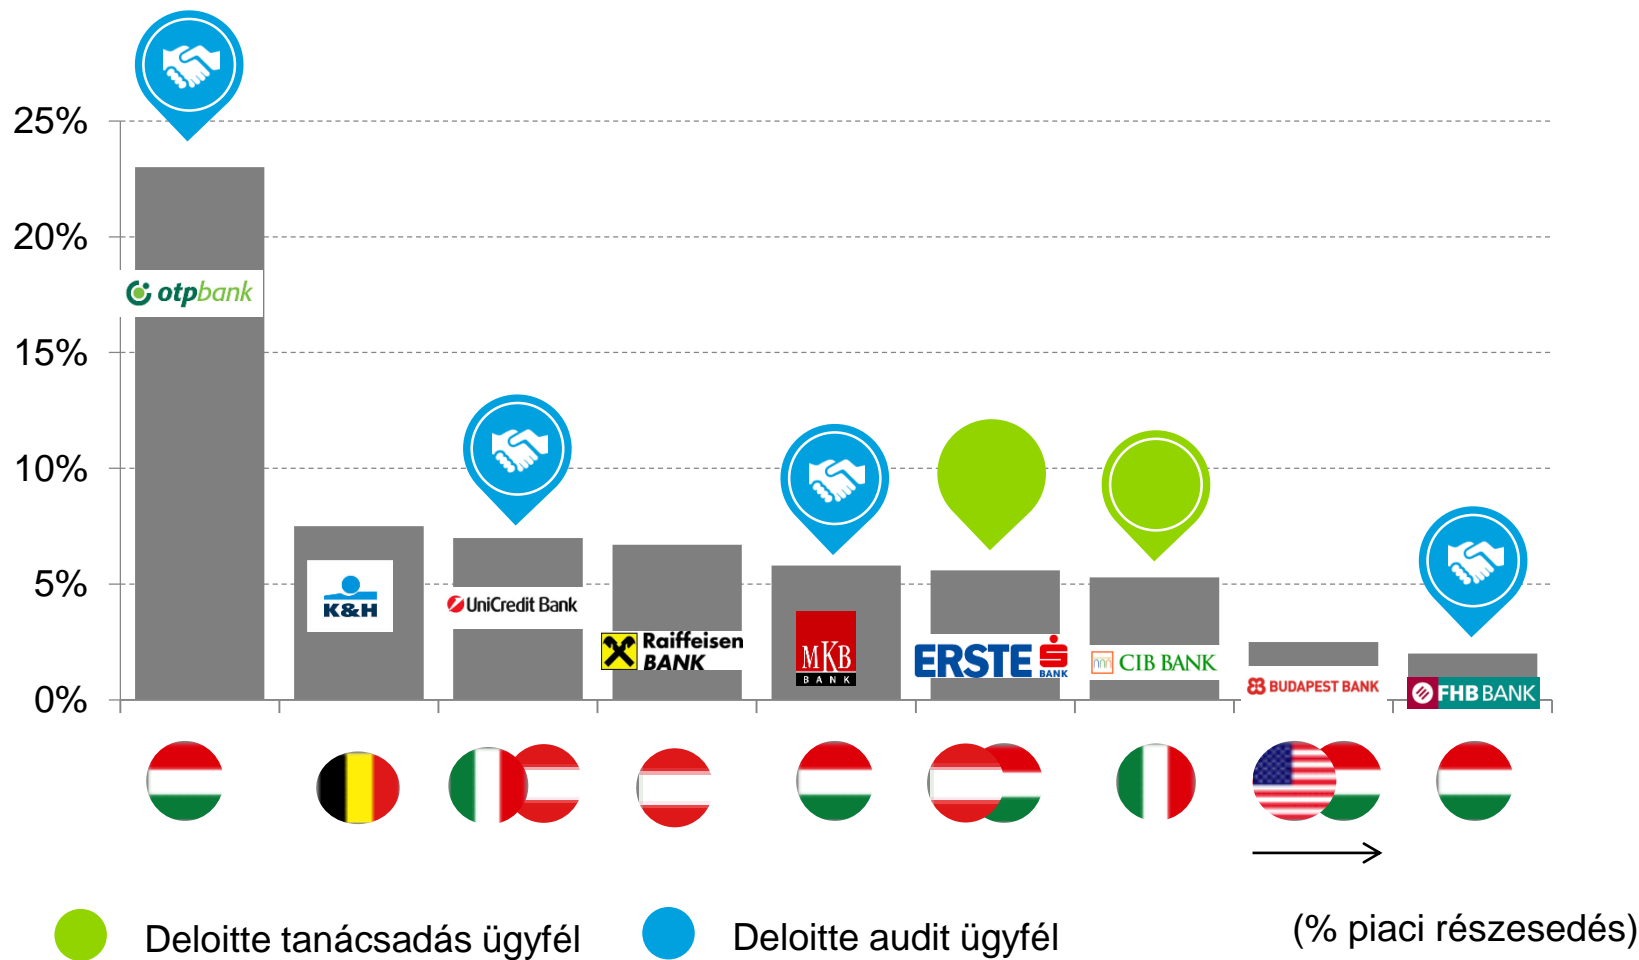 25%
20%
15%
10%
5%
0%
otpbank
K&H
UniCredit Bank
Raiffeisen
BANK
MKB
BANK
ERSTE
BANK
CIB BANK
BUDAPEST BANK
FHB BANK
Deloitte tanácsadás ügyfél
Deloitte audit ügyfél
(% piaci részesedés)